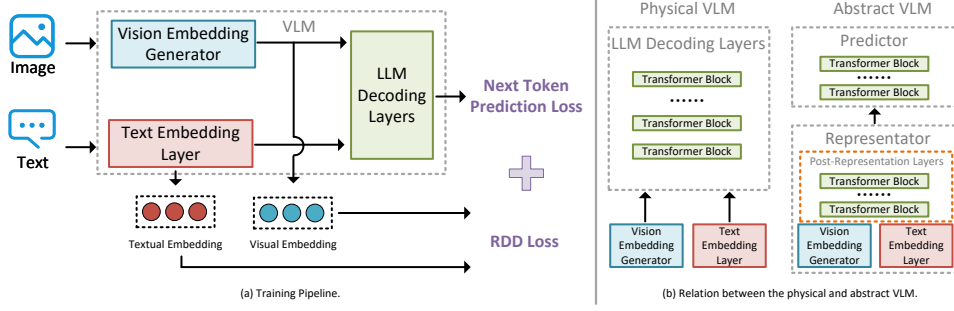 Image
Text
VLM
Vision Embedding
Generator
Text Embedding
Layer
LLM
Decoding
Layers
Next Token
Prediction Loss
RDD Loss
Textual Embedding
Visual Embedding
(a) Training Pipeline.
Physical VLM
LLM Decoding Layers
Transformer Block
......
Transformer Block
Transformer Block
Vision
Embedding
Generator
Text
Embedding
Layer
Abstract VLM
Predictor
Transformer Block
......
Transformer Block
Representator
Post-Representation Layers
Transformer Block
......
Transformer Block
Vision
Embedding
Generator
Text
Embedding
Layer
(b) Relation between the physical and abstract VLM.